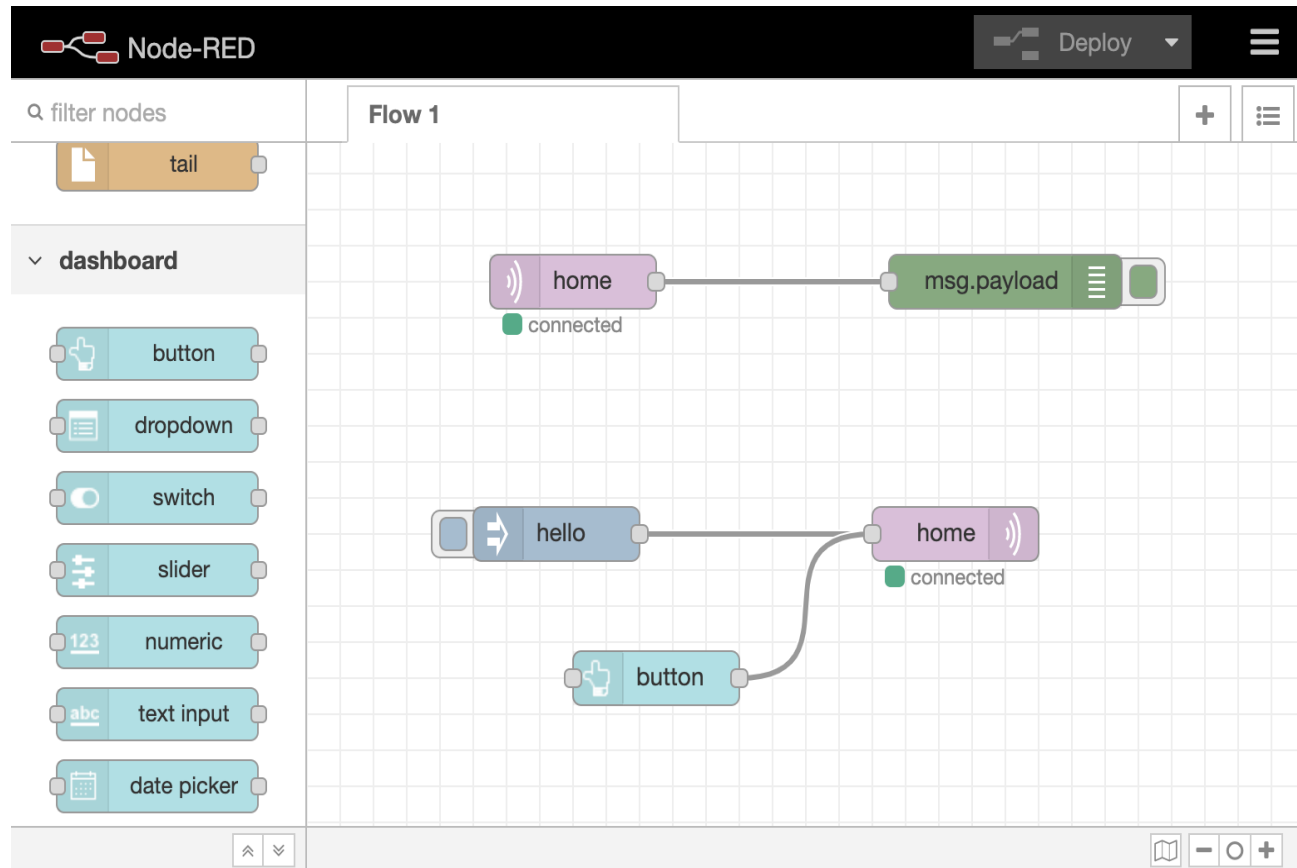 Node-RED
Deploy
filter nodes
Flow 1
tail
dashboard
button
dropdown
switch
slider
123
numeric
abc
text input
date picker
home
connected
msg.payload
hello
home
connected
button